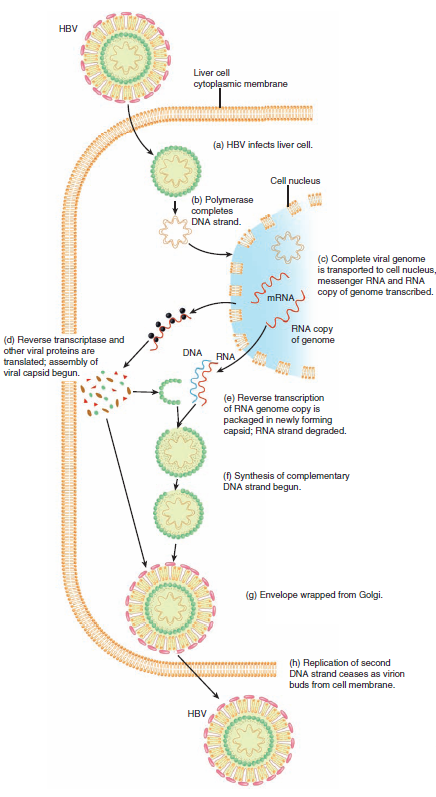 HBV
Liver cell
cytoplasmic membrane
(a) HBV infects liver cell.
Cell nucleus
(b) Polymerase
completes
DNA strand.
(c) Complete viral genome
is transported to cell nucleus,
messenger RNA and RNA
copy of genome transcribed.
mRNA
RNA copy
of genome
(d) Reverse transcriptase and
other viral proteins are
translated; assembly of
viral capsid begun.
DNA
RNA
(e) Reverse transcription
of RNA genome copy is
packaged in newly forming
capsid; RNA strand degraded.
(f) Synthesis of complementary
DNA strand begun.
(g) Envelope wrapped from Golgi.
(h) Replication of second
DNA strand ceases as virion
buds from cell membrane.
HBV